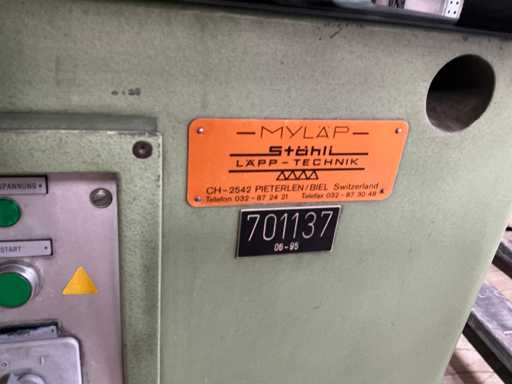 — MYLAP —
Stähli
LÄPP-TECHNIK
CH-2542 PIETERLEN/BIEL Switzerland
Telefon 032-87 24 21 Telefax 032-87 30 48
701137
06-95
SPANNUNG
START